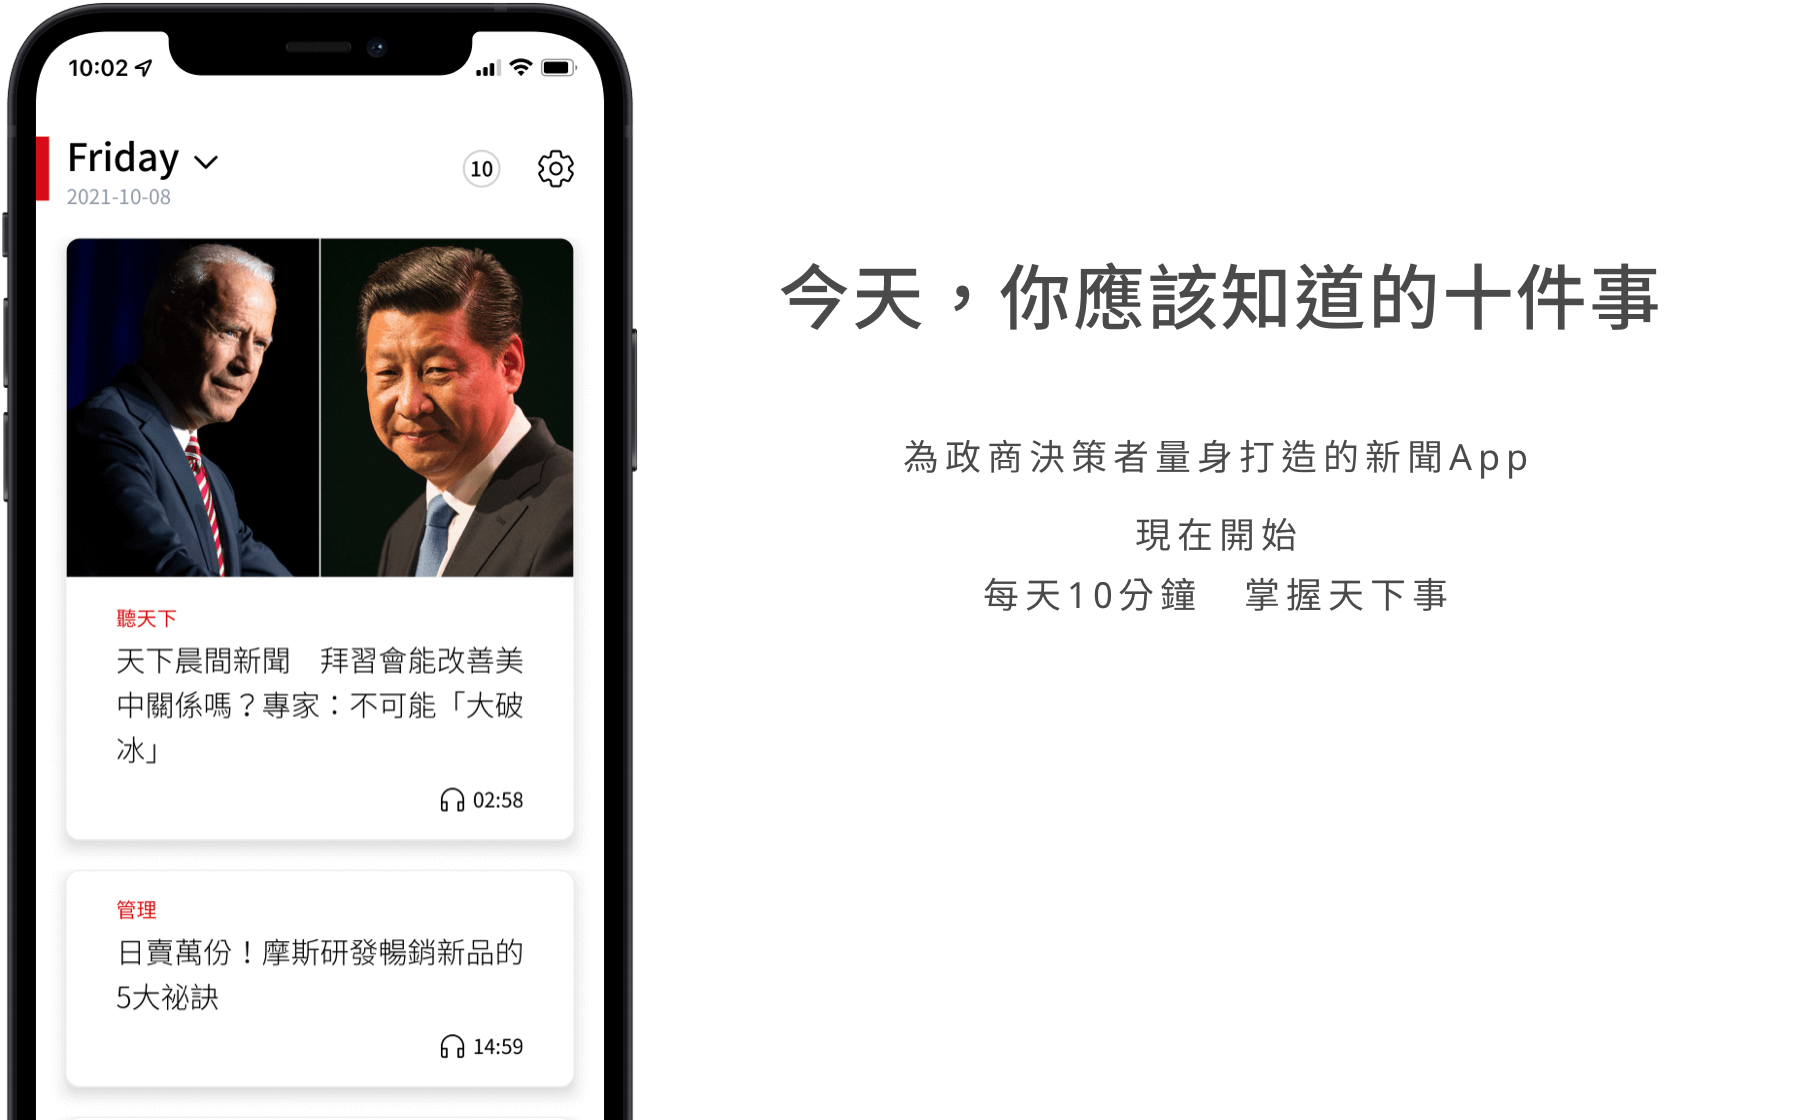 10:02
Friday
10
2021-10-08
聽天下
天下晨間新聞　拜習會能改善美
中關係嗎？專家：不可能「大破
冰」
02:58
管理
日賣萬份！摩斯研發暢銷新品的
5大祕訣
14:59
今天，你應該知道的十件事
為政商決策者量身打造的新聞App
現在開始
每天10分鐘　掌握天下事